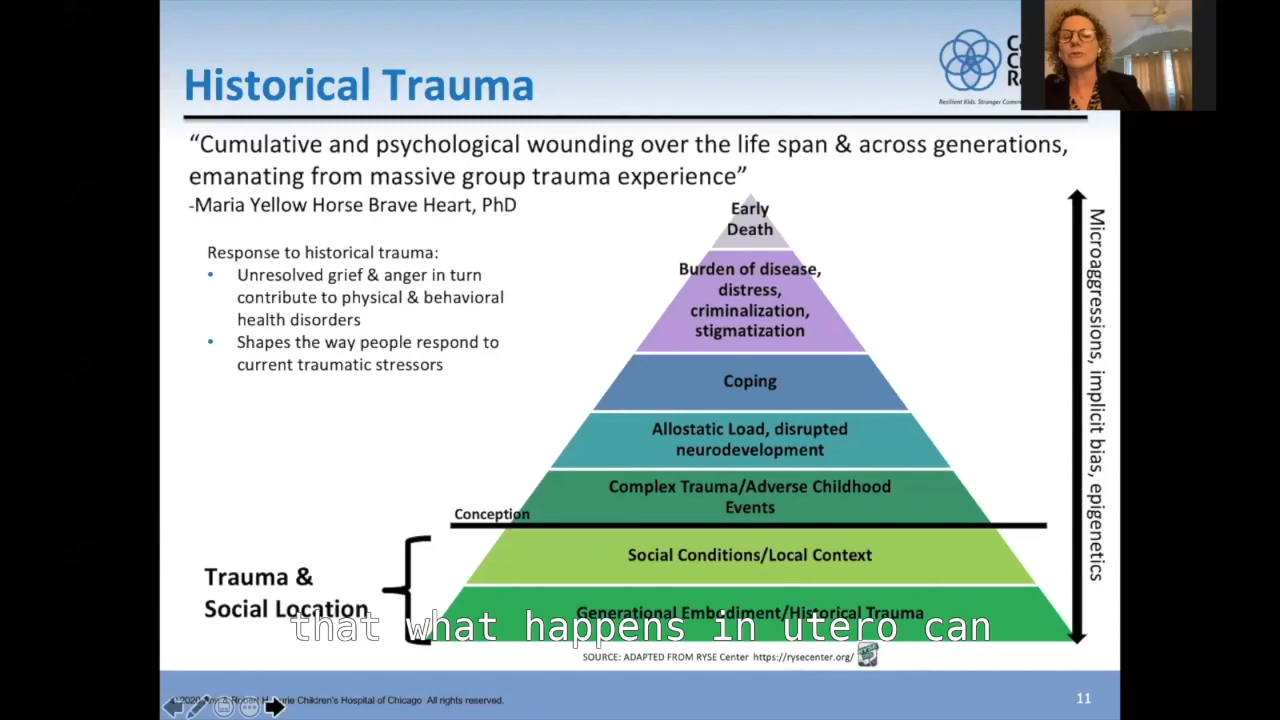 Historical Trauma
Resilient Kids. Stronger
“Cumulative and psychological wounding over the life span & across generations,
emanating from massive group trauma experience”
-Maria Yellow Horse Brave Heart, PhD
Response to historical trauma:
• Unresolved grief & anger in turn
contribute to physical & behavioral
health disorders
• Shapes the way people respond to
current traumatic stressors
Early
Death
Burden of disease,
distress,
criminalization,
stigmatization
Coping
Allostatic Load, disrupted
neurodevelopment
Complex Trauma/Adverse Childhood
Events
Conception
Social Conditions/Local Context
Generational Embodiment/Historical Trauma
Trauma &
Social Location
Microaggressions, implicit bias, epigenetics
that what happens in utero can
SOURCE: ADAPTED FROM RYSE Center https://rysecenter.org/
2020 Children's Hospital of Chicago All rights reserved.
11